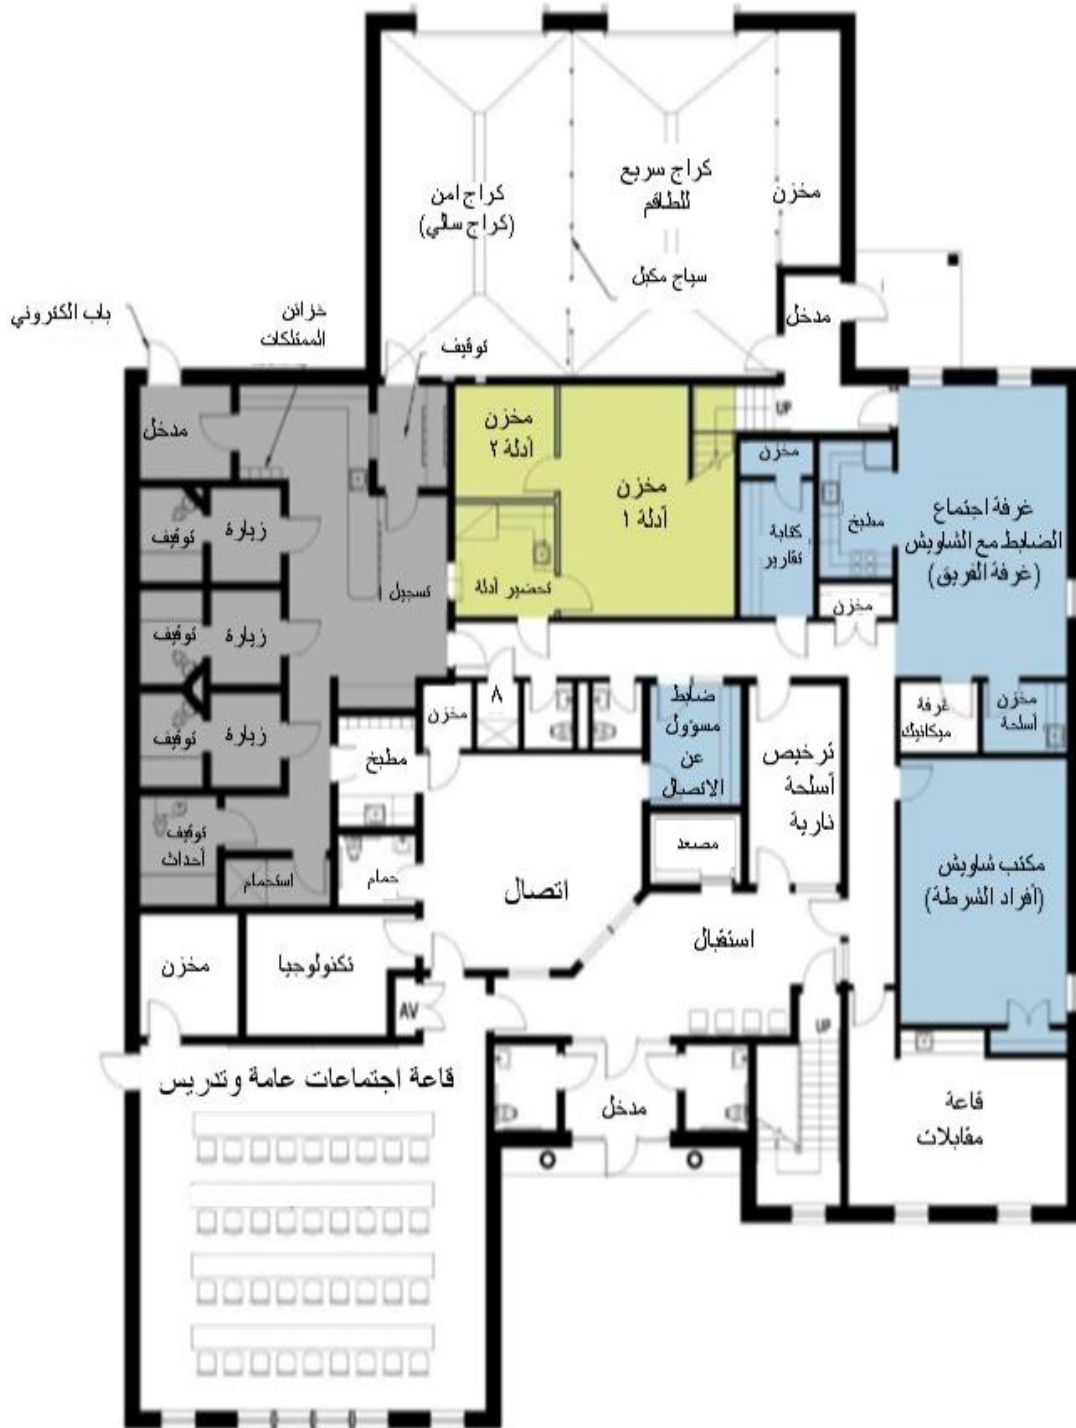 كراج امن
(كراج سالي)
كراج سريع
للطاقم
مخزن
سياج مكبل
مدخل
باب الكتروني
خزائن
الممتلكات
توقيف
مدخل
مخزن
أدلة ٢
مخزن
أدلة ١
UP
مخزن
كتابة
تقارير
مطبخ
غرفة اجتماع
الضابط مع الشاويش
(غرفة الفريق)
توقيف
زيارة
تسجيل
تحضير أدلة
مخزن
توقيف
زيارة
توقيف
زيارة
مطبخ
مخزن
٨
ضابط
مسؤول
عن
الاتصال
ترخيص
أسلحة
نارية
غرفة
ميكانيك
مخزن
أسلحة
توقيف
أحداث
استحمام
حمام
اتصال
مصعد
استقبال
مكتب شاويش
(أفراد الشرطة)
مخزن
تكنولوجيا
AV
UP
قاعة اجتماعات عامة وتدريس
مدخل
قاعة
مقابلات